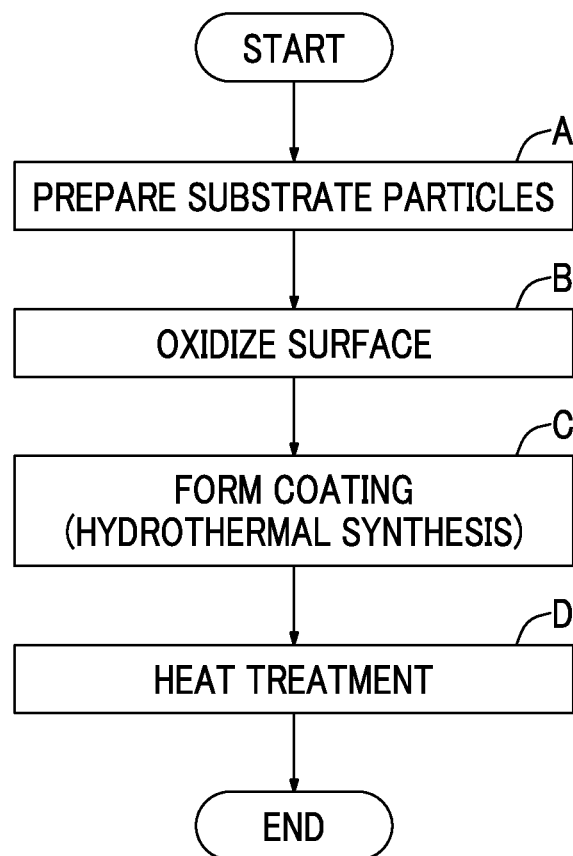 START
A
PREPARE SUBSTRATE PARTICLES
B
OXIDIZE SURFACE
C
FORM COATING
(HYDROTHERMAL SYNTHESIS)
D
HEAT TREATMENT
END